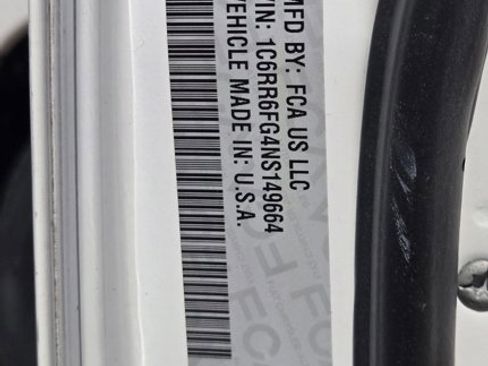 MFD BY: FCA US LLC
VIN: 1C6RR6FG4NS149664
VEHICLE MADE IN: U.S.A.